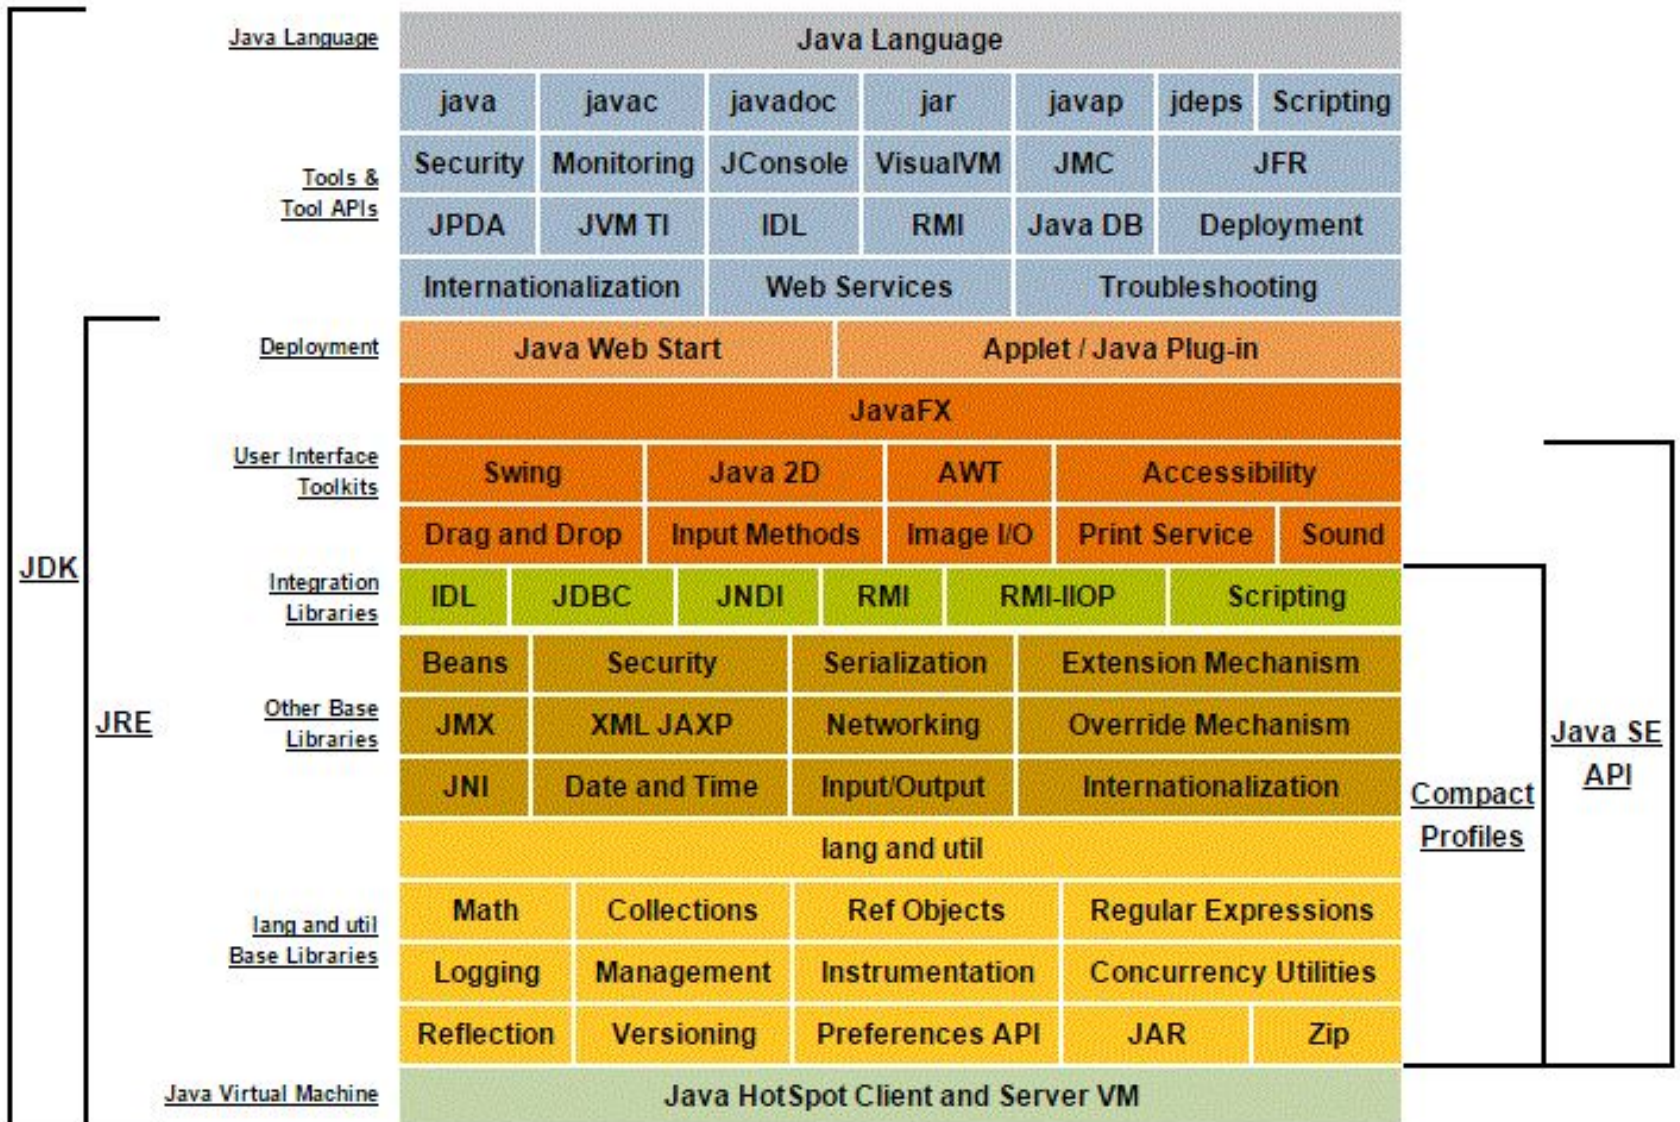 Java Language
Java Language
java javac javadoc jar javap jdeps Scripting
Security Monitoring JConsole VisualVM JMC JFR
Tools &
Tool APIs
JPDA JVM TI IDL RMI Java DB Deployment
Internationalization Web Services Troubleshooting
Deployment
Java Web Start Applet / Java Plug-in
JavaFX
User Interface
Toolkits
Swing Java 2D AWT Accessibility
Drag and Drop Input Methods Image I/O Print Service Sound
JDK
Integration
Libraries
IDL JDBC JNDI RMI RMI-IIOP Scripting
Beans Security Serialization Extension Mechanism
JRE
Other Base
Libraries
JMX XML JAXP Networking Override Mechanism
Java SE
API
JNI Date and Time Input/Output Internationalization
Compact
Profiles
lang and util
lang and util
Base Libraries
Math Collections Ref Objects Regular Expressions
Logging Management Instrumentation Concurrency Utilities
Reflection Versioning Preferences API JAR Zip
Java Virtual Machine
Java HotSpot Client and Server VM